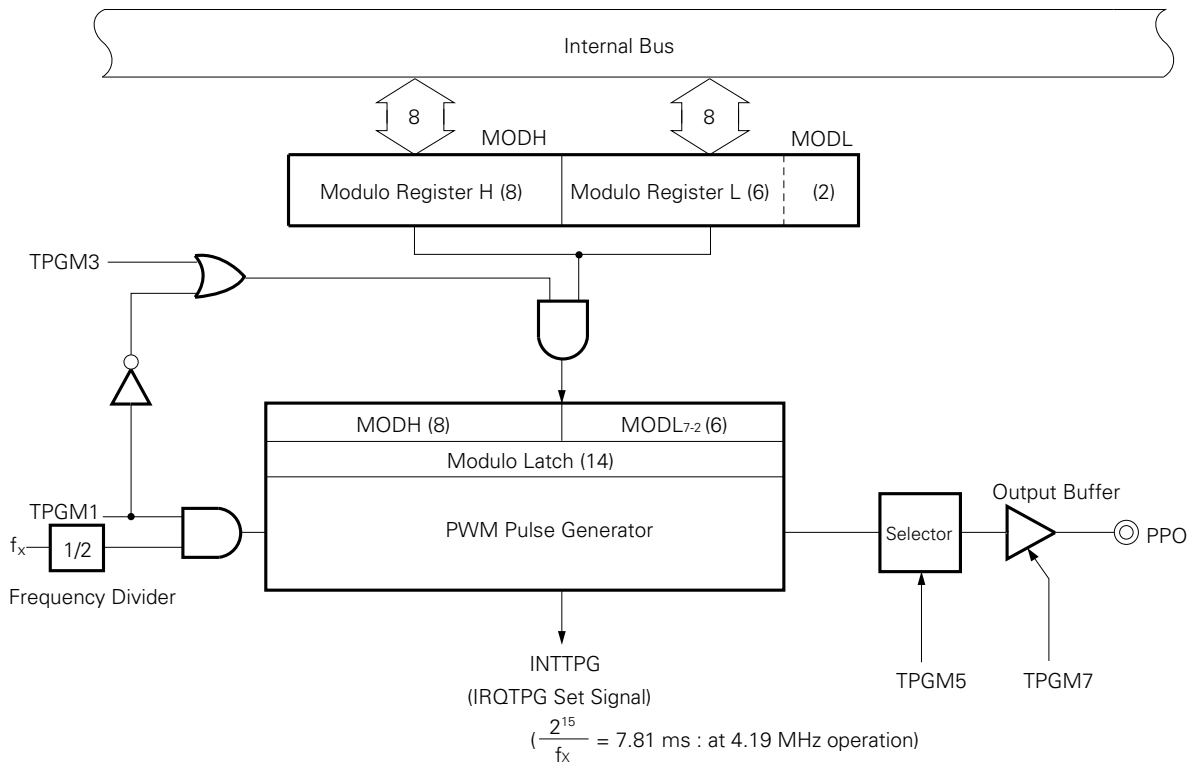 Internal Bus
8
8
MODH
MODL
Modulo Register H (8)
Modulo Register L (6)
(2)
TPGM3
MODH (8)
MODL7-2 (6)
Modulo Latch (14)
TPGM1
PWM Pulse Generator
Output Buffer
Selector
PPO
fx
1/2
Frequency Divider
INTTPG
(IRQTPG Set Signal)
TPGM5
TPGM7
(2^15/fx = 7.81 ms : at 4.19 MHz operation)